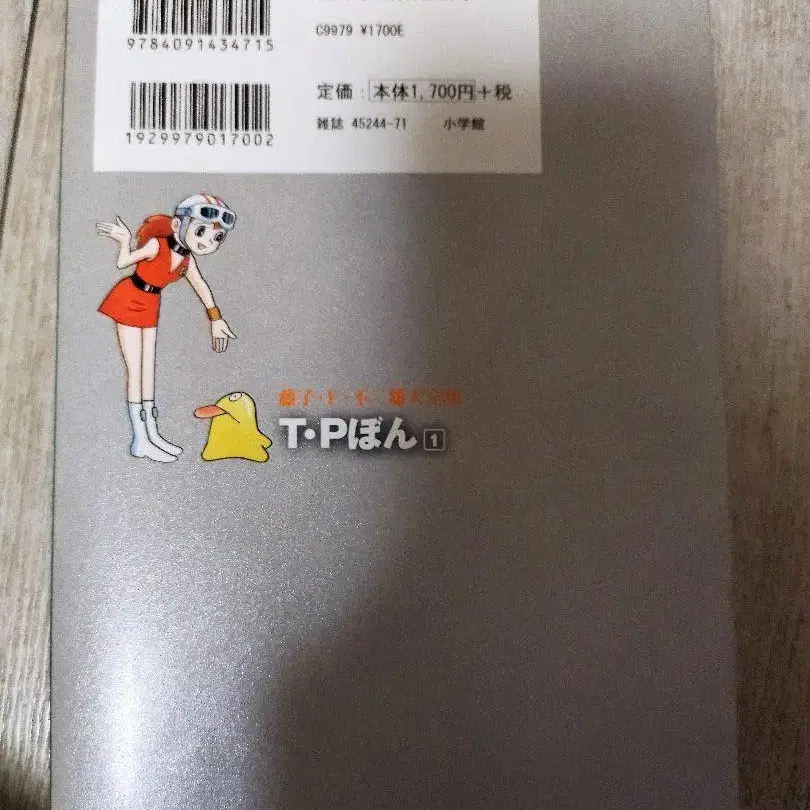 9784091434715
C9979 ¥1700E
定価：本体1,700円+税
雑誌 45244-71 小学館
1929979017002
藤子・F・不二雄大全集
T・Pぼん 1